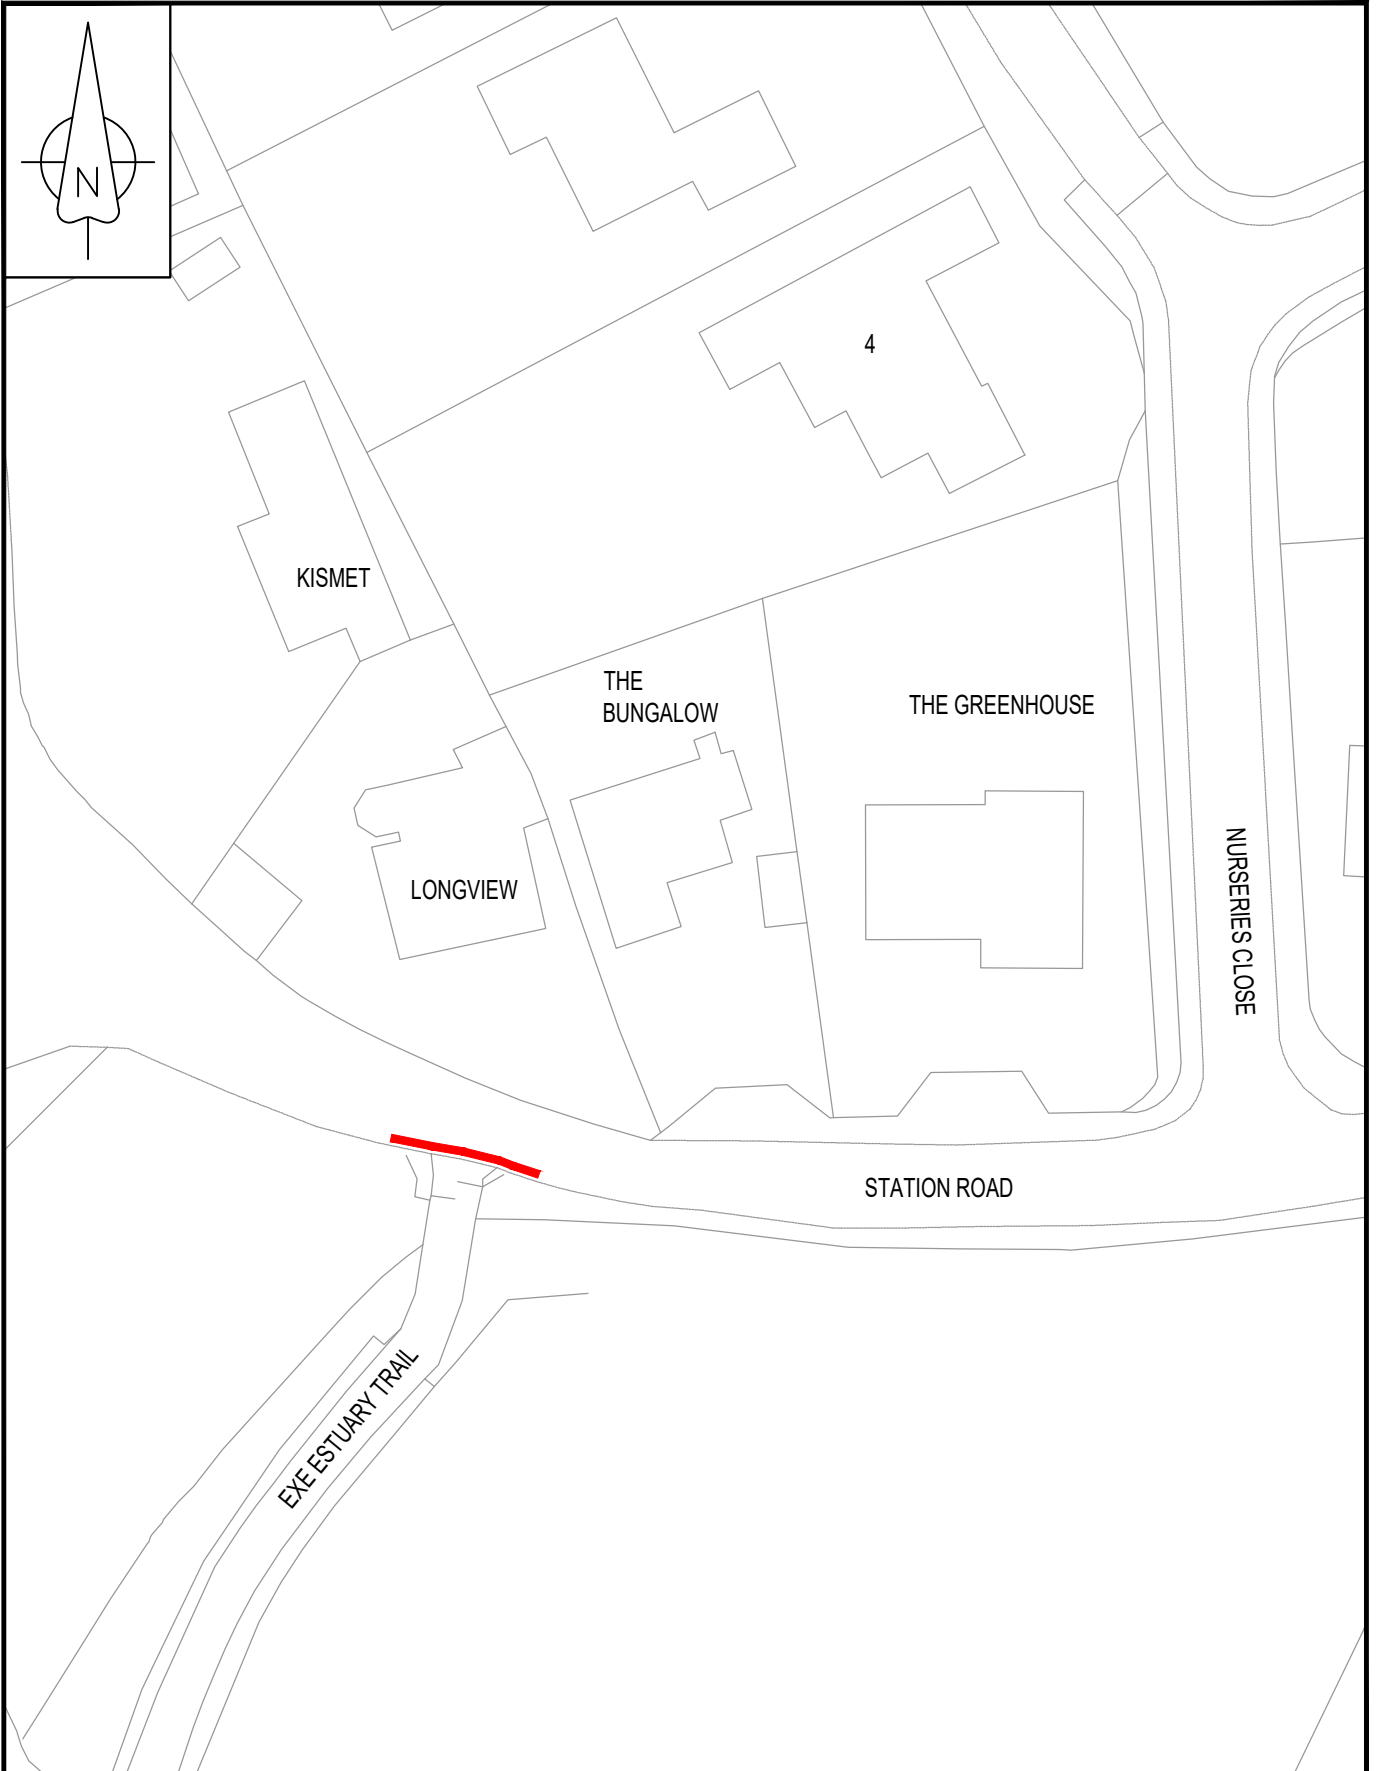 N
4
KISMET
THE
BUNGALOW
THE GREENHOUSE
LONGVIEW
NURSERIES CLOSE
STATION ROAD
EXE ESTUARY TRAIL